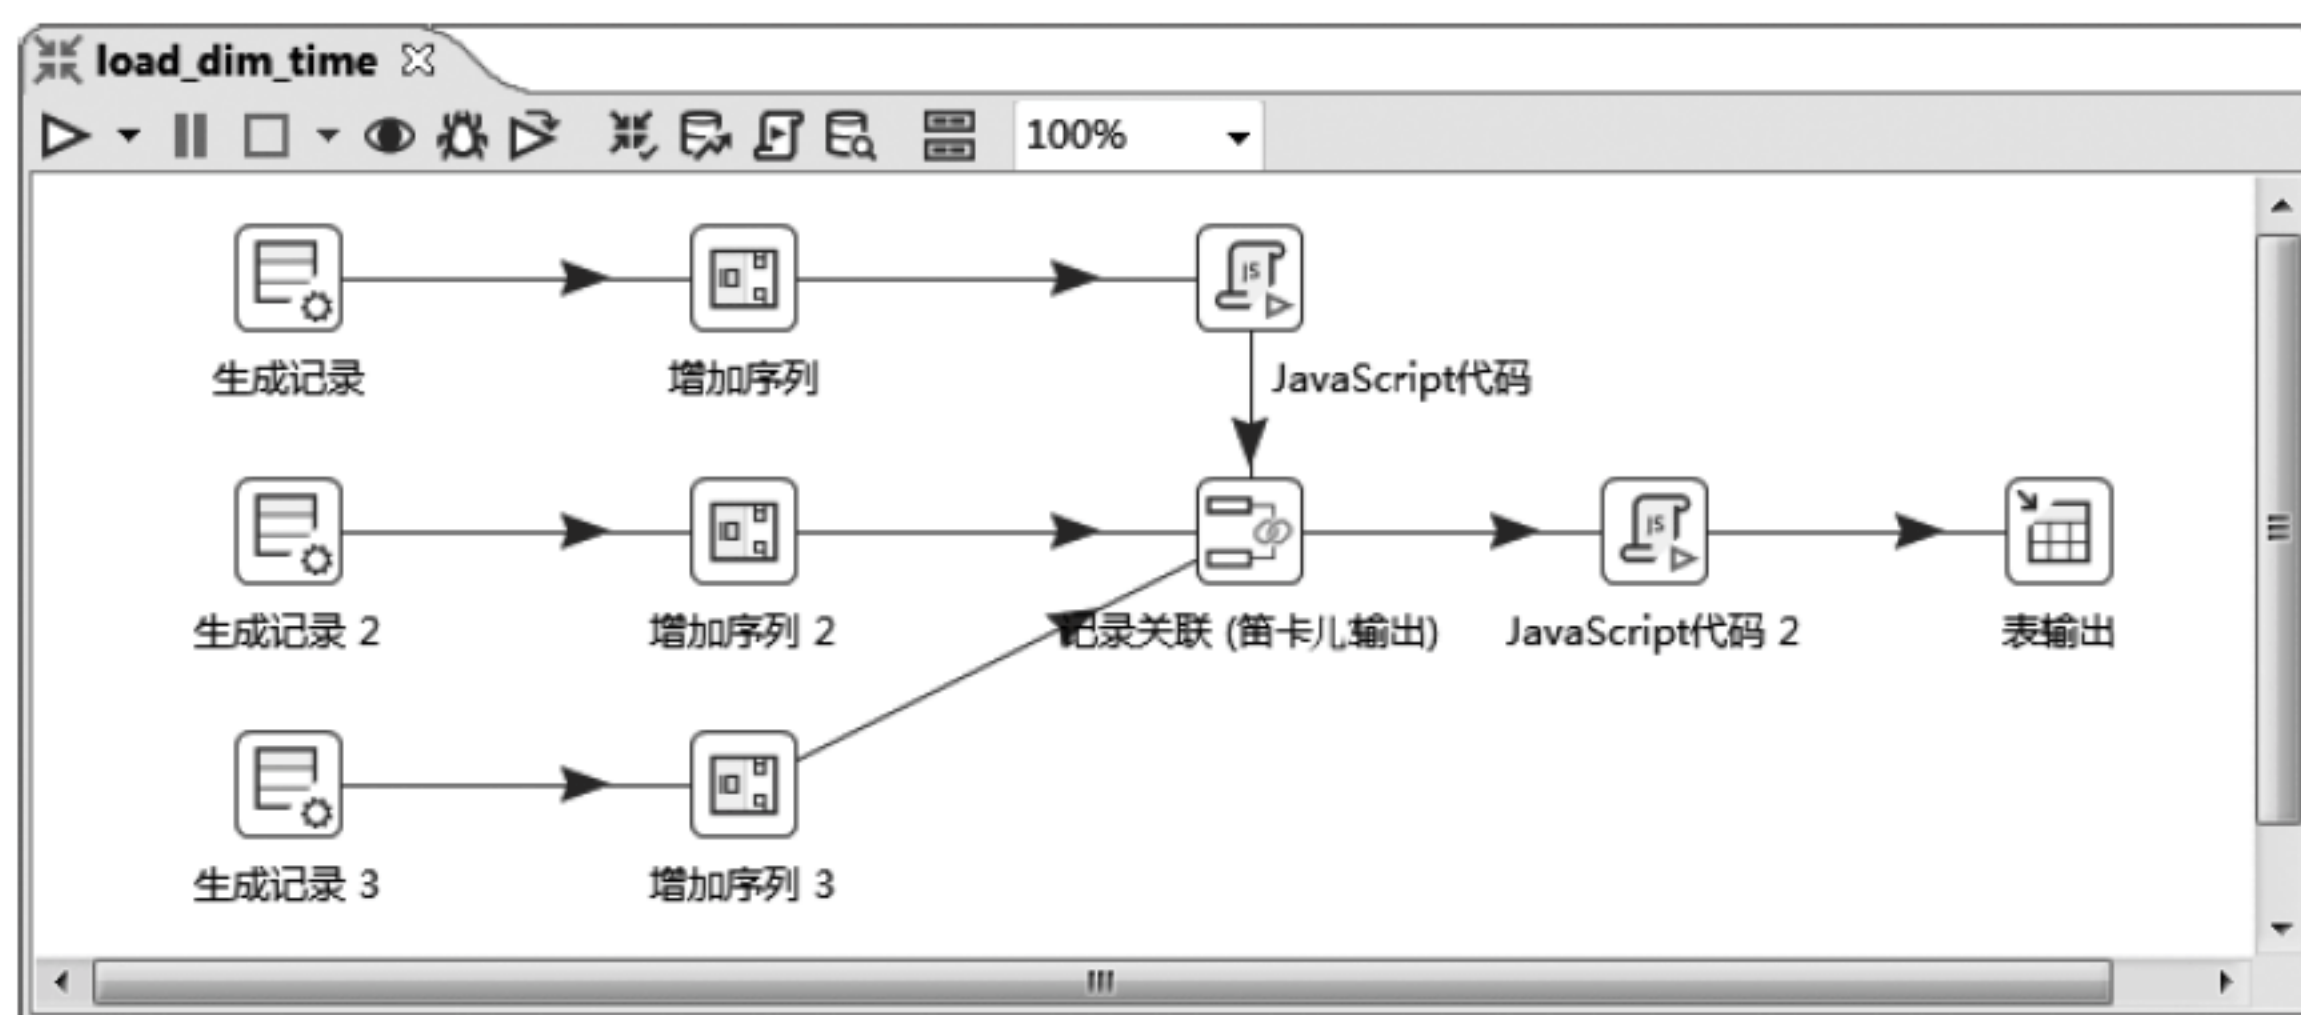 load_dim_time
100%
生成记录
增加序列
JavaScript代码
生成记录 2
增加序列 2
记录关联 (笛卡儿输出)
JavaScript代码 2
表输出
生成记录 3
增加序列 3